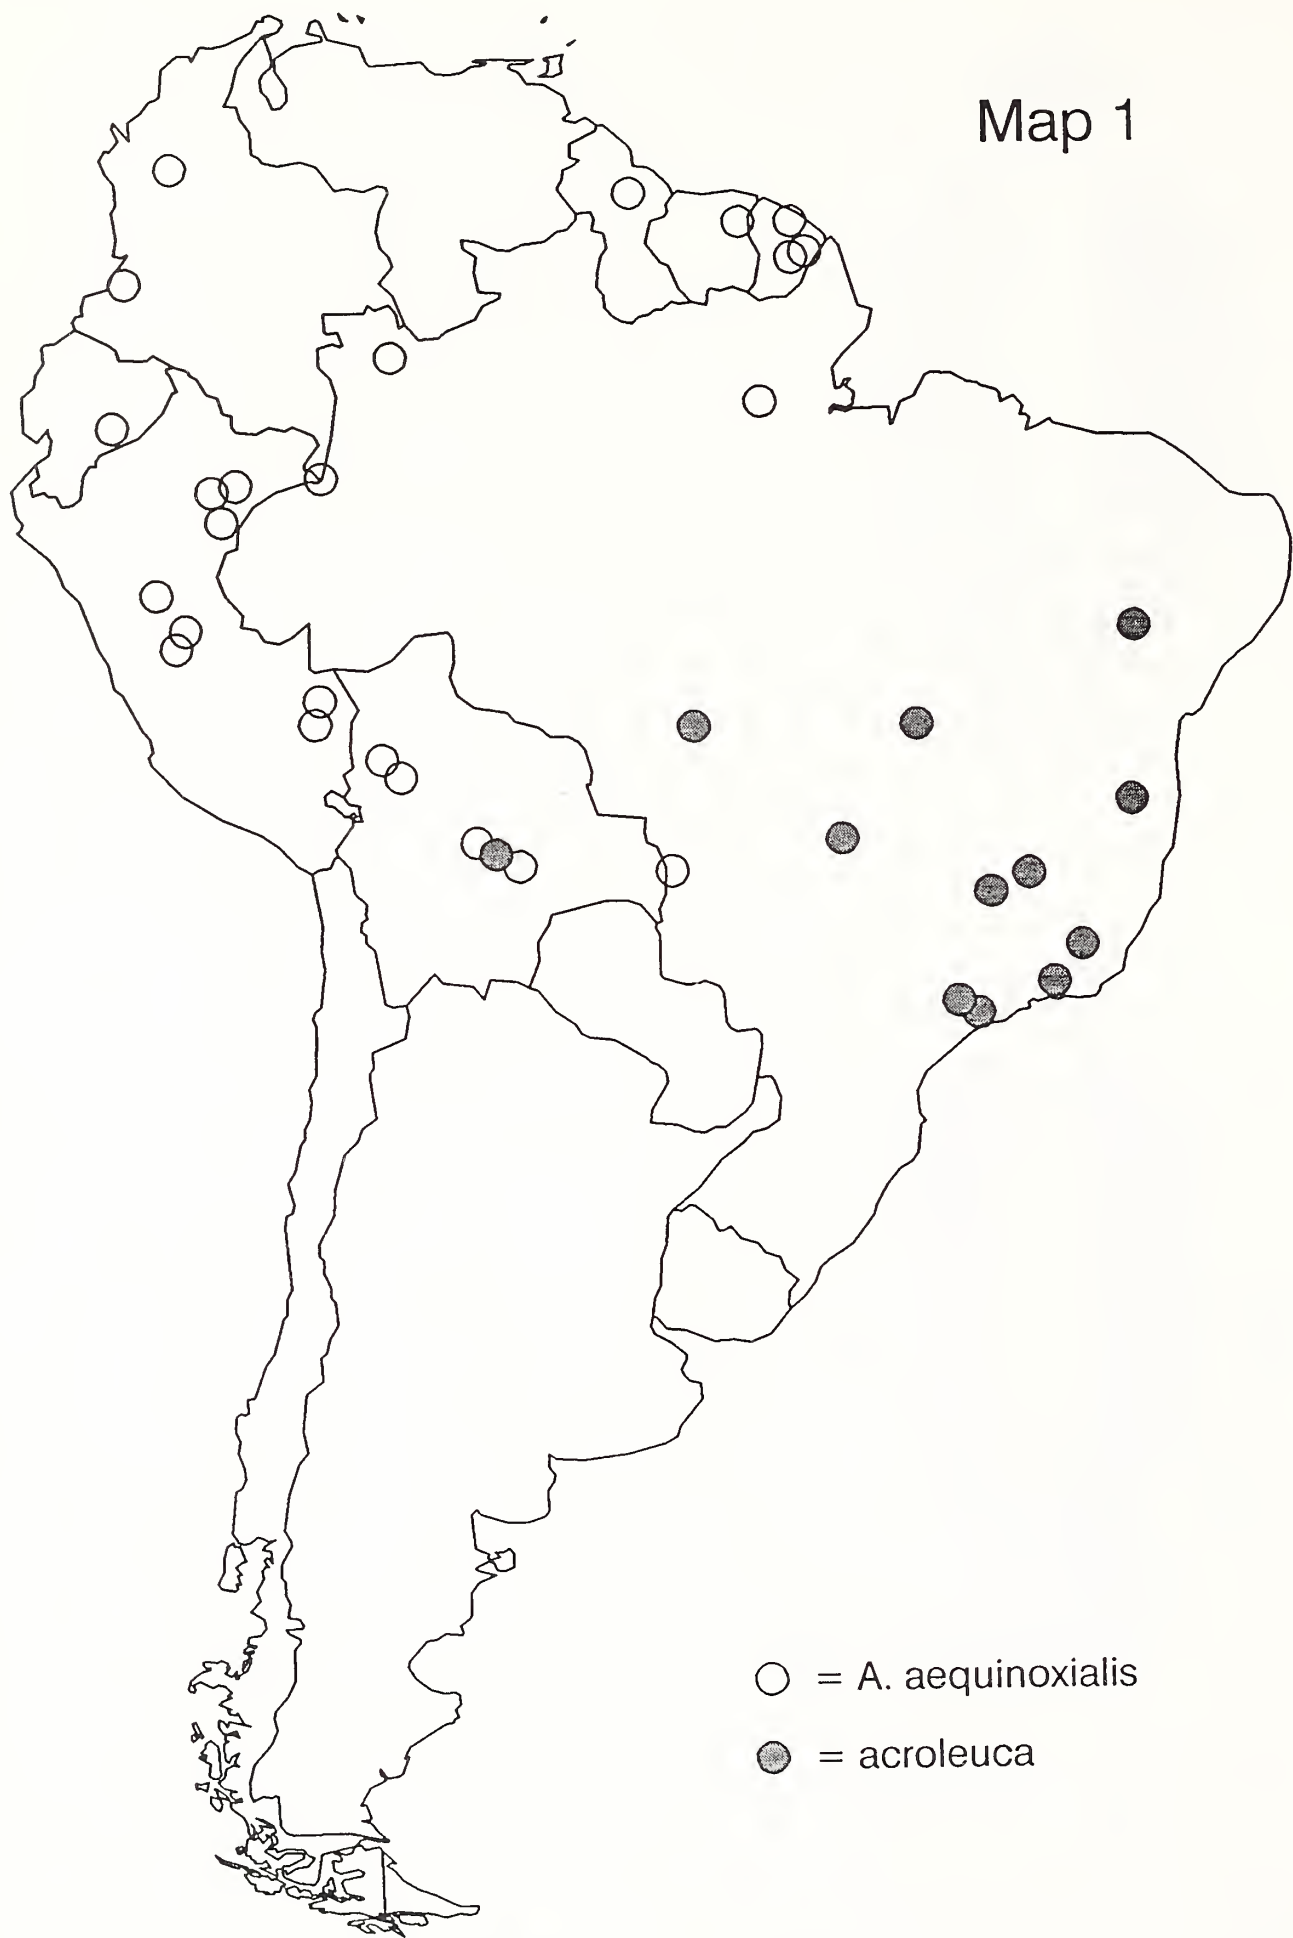 Map 1
= A. aequinoxialis
= acroleuca